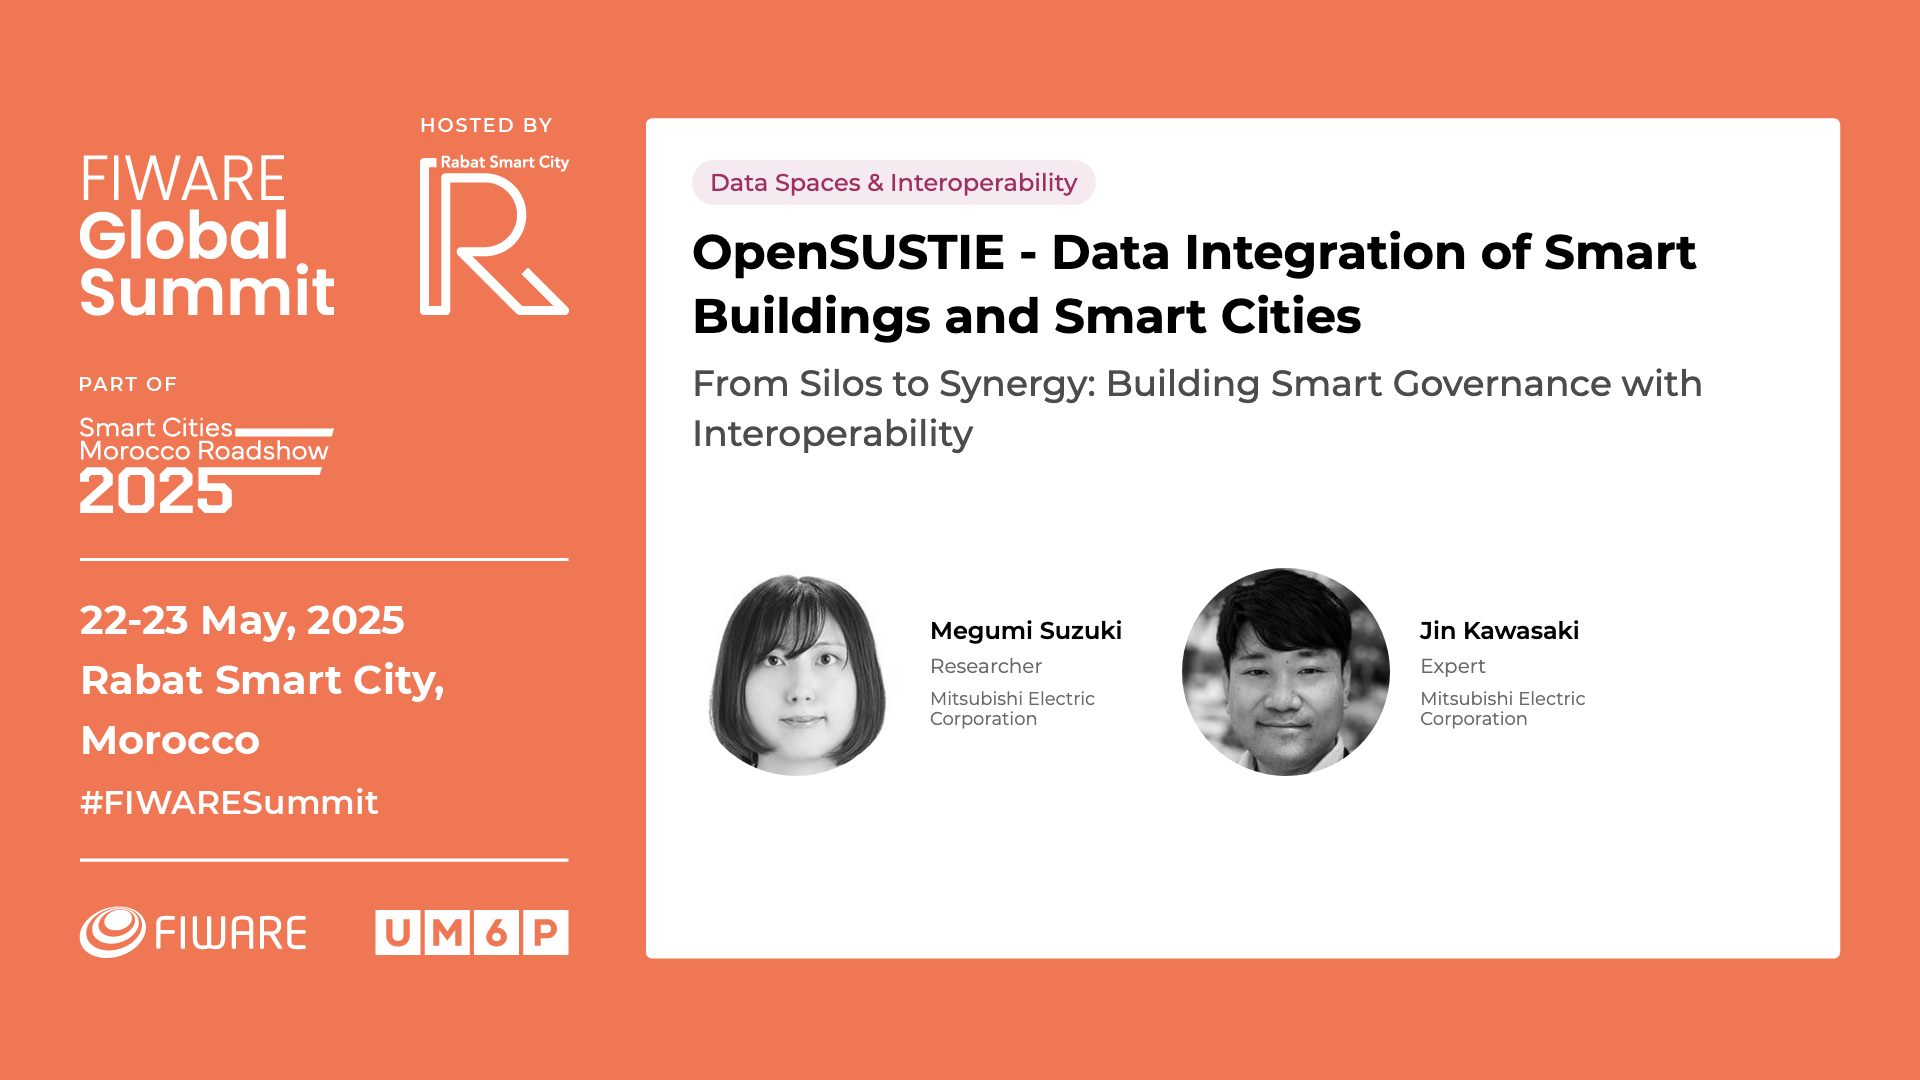 HOSTED BY
FIWARE
Global
Summit
Rabat Smart City
R
PART OF
Smart Cities
Morocco Roadshow
2025
22-23 May, 2025
Rabat Smart City,
Morocco
#FIWARESummit
FIWARE
UM6P
Data Spaces & Interoperability
OpenSUSTIE - Data Integration of Smart
Buildings and Smart Cities
From Silos to Synergy: Building Smart Governance with
Interoperability
Megumi Suzuki
Researcher
Mitsubishi Electric
Corporation
Jin Kawasaki
Expert
Mitsubishi Electric
Corporation